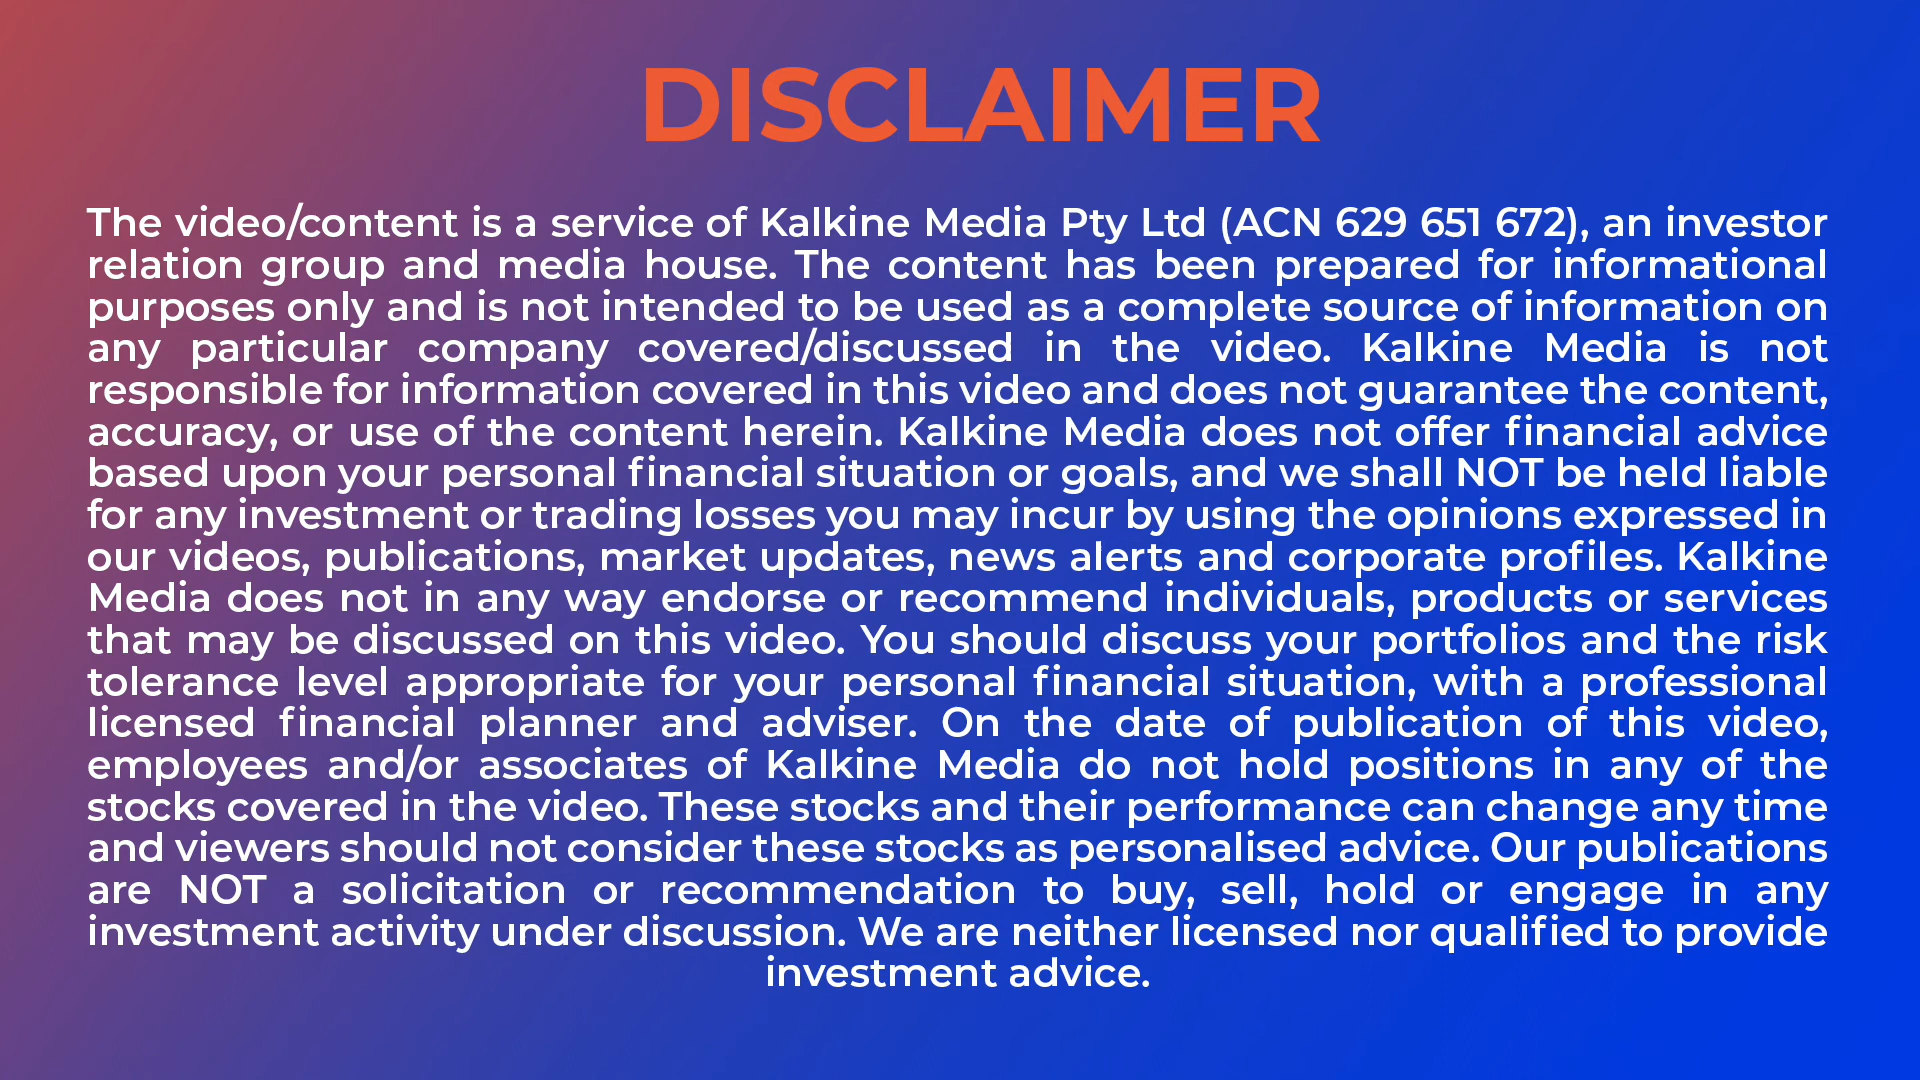 DISCLAIMER
The video/content is a service of Kalkine Media Pty Ltd (ACN 629 651 672), an investor
relation group and media house. The content has been prepared for informational
purposes only and is not intended to be used as a complete source of information on
any particular company covered/discussed in the video. Kalkine Media is not
responsible for information covered in this video and does not guarantee the content,
accuracy, or use of the content herein. Kalkine Media does not offer financial advice
based upon your personal financial situation or goals, and we shall NOT be held liable
for any investment or trading losses you may incur by using the opinions expressed in
our videos, publications, market updates, news alerts and corporate profiles. Kalkine
Media does not in any way endorse or recommend individuals, products or services
that may be discussed on this video. You should discuss your portfolios and the risk
tolerance level appropriate for your personal financial situation, with a professional
licensed financial planner and adviser. On the date of publication of this video,
employees and/or associates of Kalkine Media do not hold positions in any of the
stocks covered in the video. These stocks and their performance can change any time
and viewers should not consider these stocks as personalised advice. Our publications
are NOT a solicitation or recommendation to buy, sell, hold or engage in any
investment activity under discussion. We are neither licensed nor qualified to provide
investment advice.